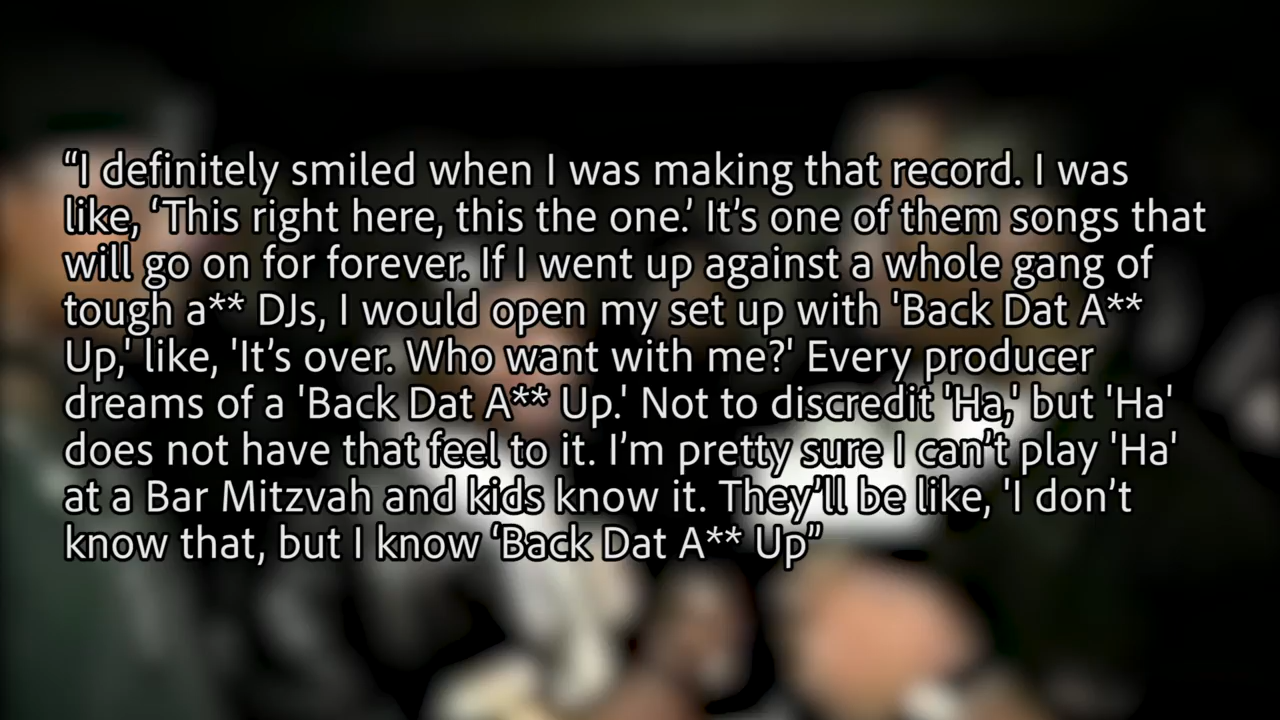 “I definitely smiled when I was making that record. I was
like, ‘This right here, this the one.’ It’s one of them songs that
will go on for forever. If I went up against a whole gang of
tough a** DJs, I would open my set up with 'Back Dat A**
Up,' like, 'It’s over. Who want with me?' Every producer
dreams of a 'Back Dat A** Up.' Not to discredit 'Ha,' but 'Ha'
does not have that feel to it. I’m pretty sure I can’t play 'Ha'
at a Bar Mitzvah and kids know it. They’ll be like, 'I don’t
know that, but I know ‘Back Dat A** Up”